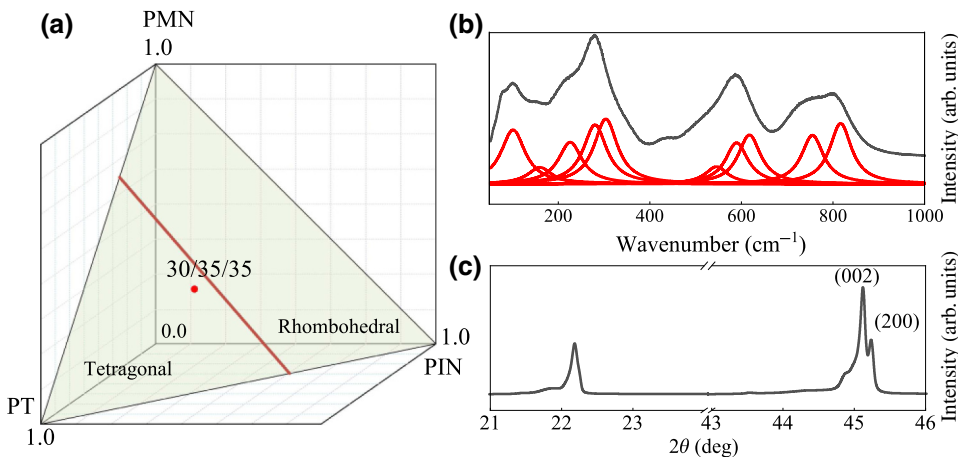 (a)
PMN
1.0
30/35/35
0.0
Rhombohedral
1.0
PIN
Tetragonal
PT
1.0
(b)
Intensity (arb. units)
200 400 600 800 1000
Wavenumber (cm−1)
(c)
(002)
(200)
Intensity (arb. units)
21 22 23 43 44 45 46
2θ (deg)